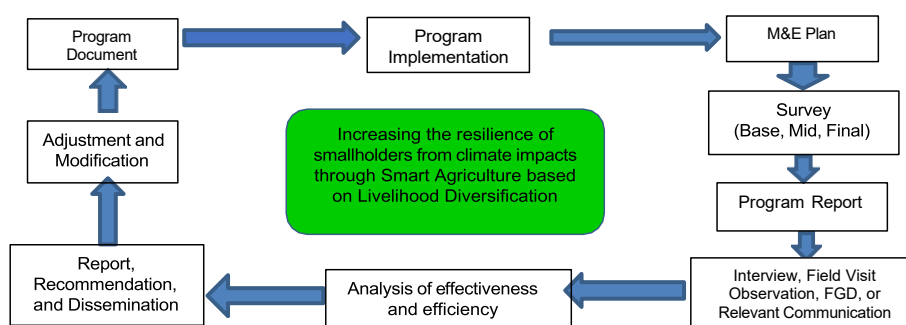 Program
Document
Program
Implementation
M&E Plan
Survey
(Base, Mid, Final)
Adjustment and
Modification
Increasing the resilience of
smallholders from climate impacts
through Smart Agriculture based
on Livelihood Diversification
Program Report
Report,
Recommendation,
and Dissemination
Analysis of effectiveness
and efficiency
Interview, Field Visit
Observation, FGD, or
Relevant Communication